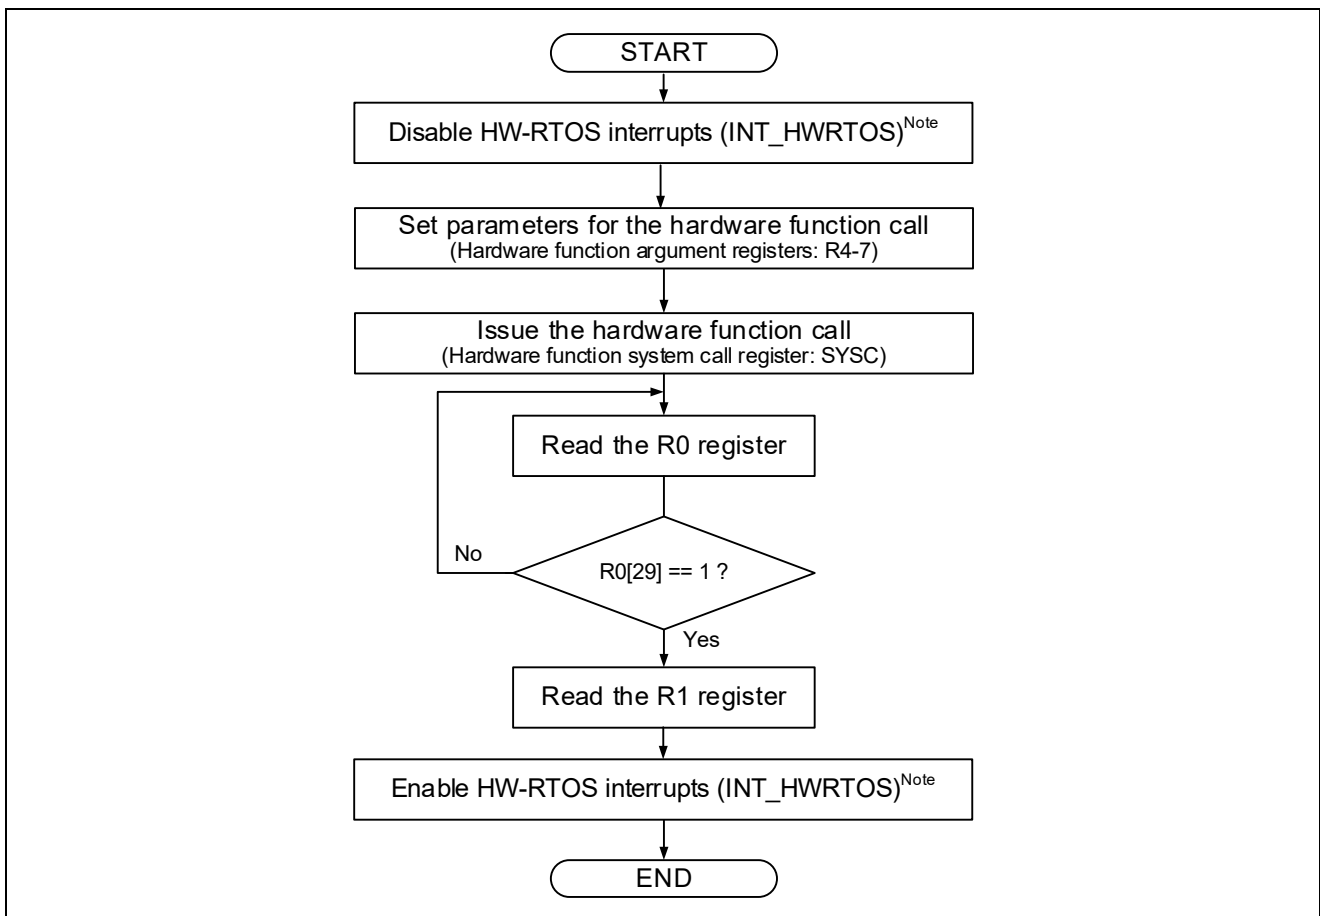 START
Disable HW-RTOS interrupts (INT_HWRTOS)Note
Set parameters for the hardware function call
(Hardware function argument registers: R4-7)
Issue the hardware function call
(Hardware function system call register: SYSC)
Read the R0 register
No
R0[29] == 1 ?
Yes
Read the R1 register
Enable HW-RTOS interrupts (INT_HWRTOS)Note
END